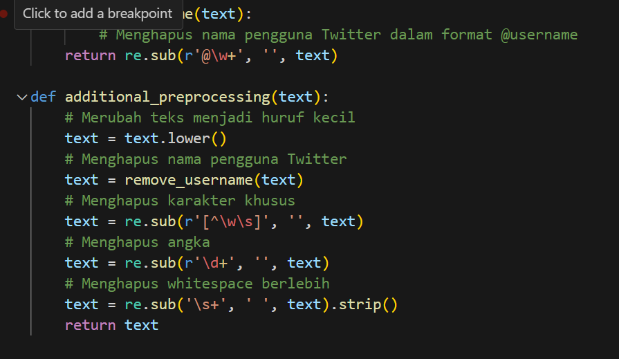 Click to add a breakpoint
e(text):
# Menghapus nama pengguna Twitter dalam format @username
return re.sub(r'@\w+', '', text)
def additional_preprocessing(text):
# Merubah teks menjadi huruf kecil
text = text.lower()
# Menghapus nama pengguna Twitter
text = remove_username(text)
# Menghapus karakter khusus
text = re.sub(r'[^\w\s]', '', text)
# Menghapus angka
text = re.sub(r'\d+', '', text)
# Menghapus whitespace berlebih
text = re.sub('\s+', ' ', text).strip()
return text